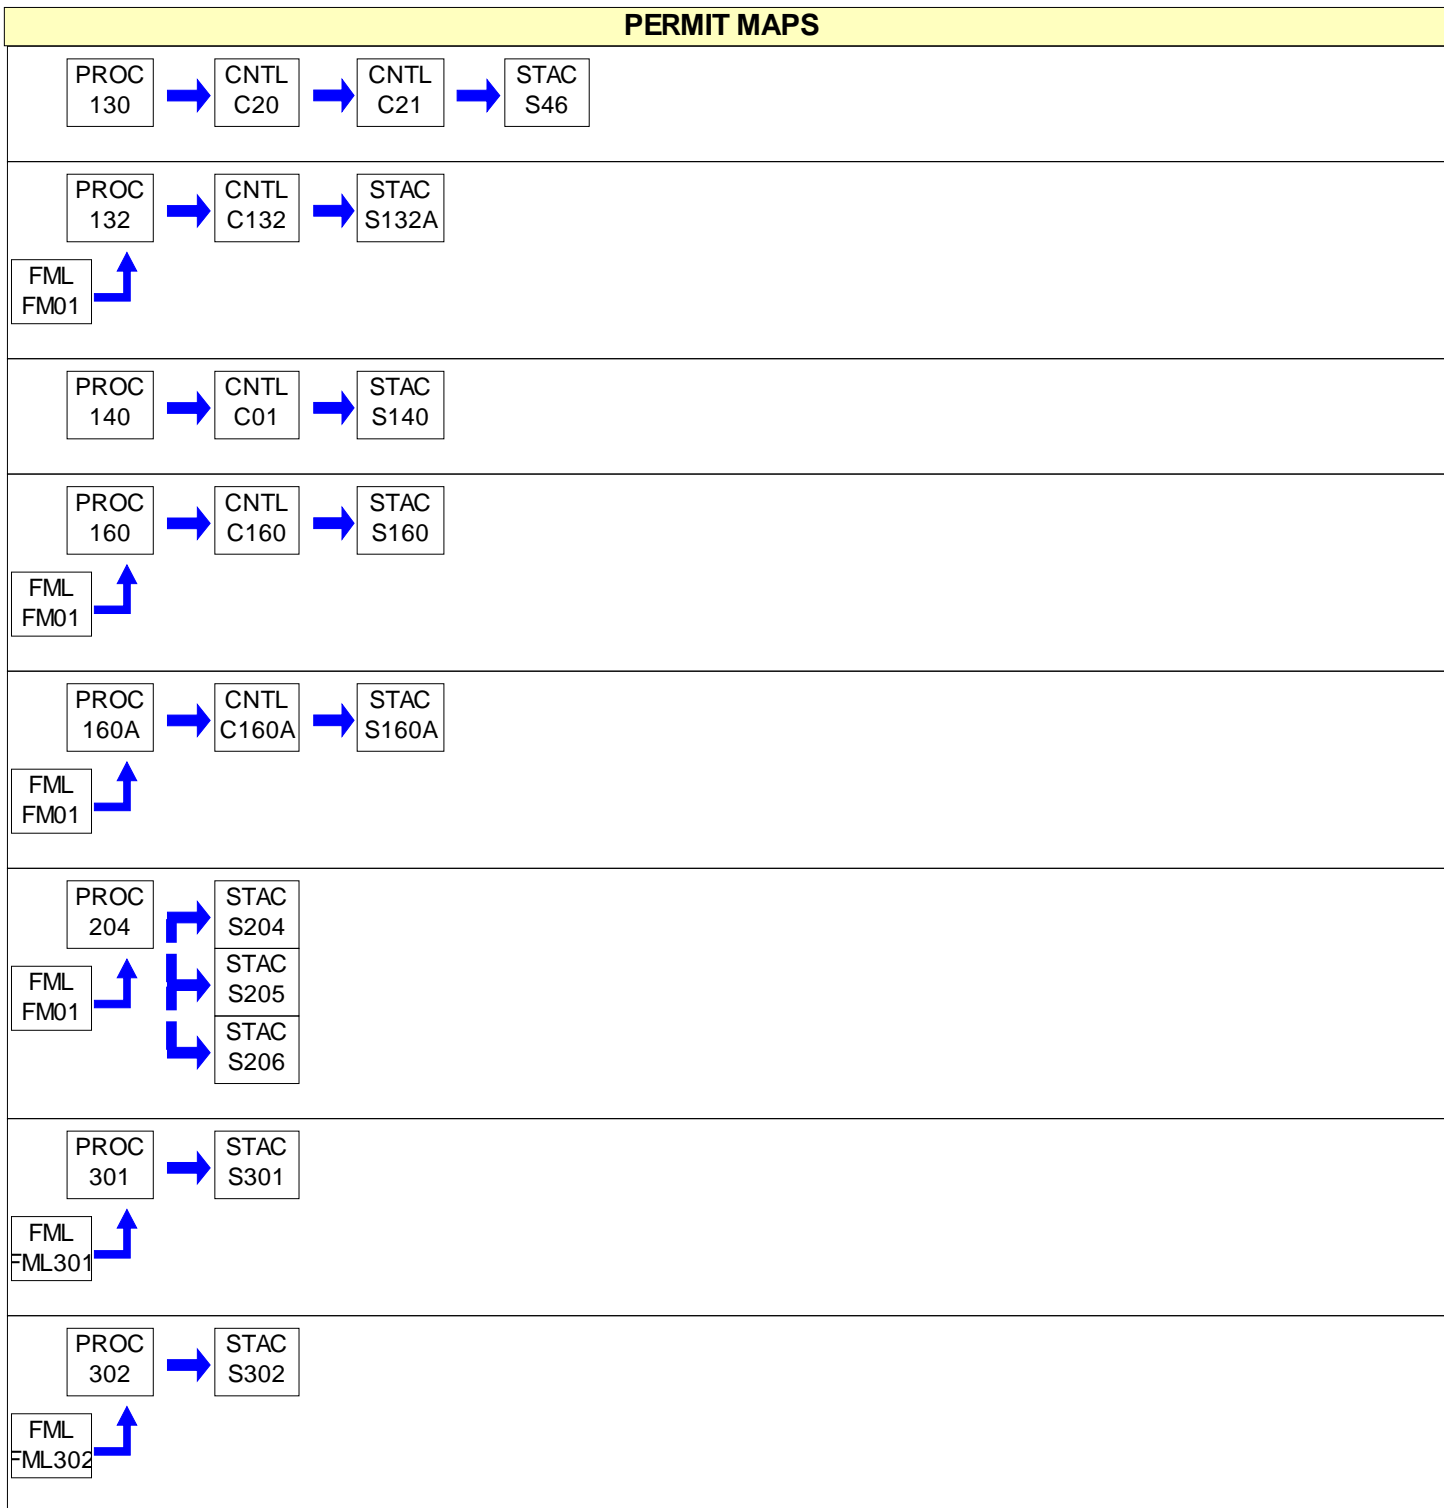 PERMIT MAPS
PROC
130
CNTL
C20
CNTL
C21
STAC
S46
PROC
132
CNTL
C132
STAC
S132A
FML
FM01
PROC
140
CNTL
C01
STAC
S140
PROC
160
CNTL
C160
STAC
S160
FML
FM01
PROC
160A
CNTL
C160A
STAC
S160A
FML
FM01
PROC
204
STAC
S204
FML
FM01
STAC
S205
STAC
S206
PROC
301
STAC
S301
FML
FML301
PROC
302
STAC
S302
FML
FML302